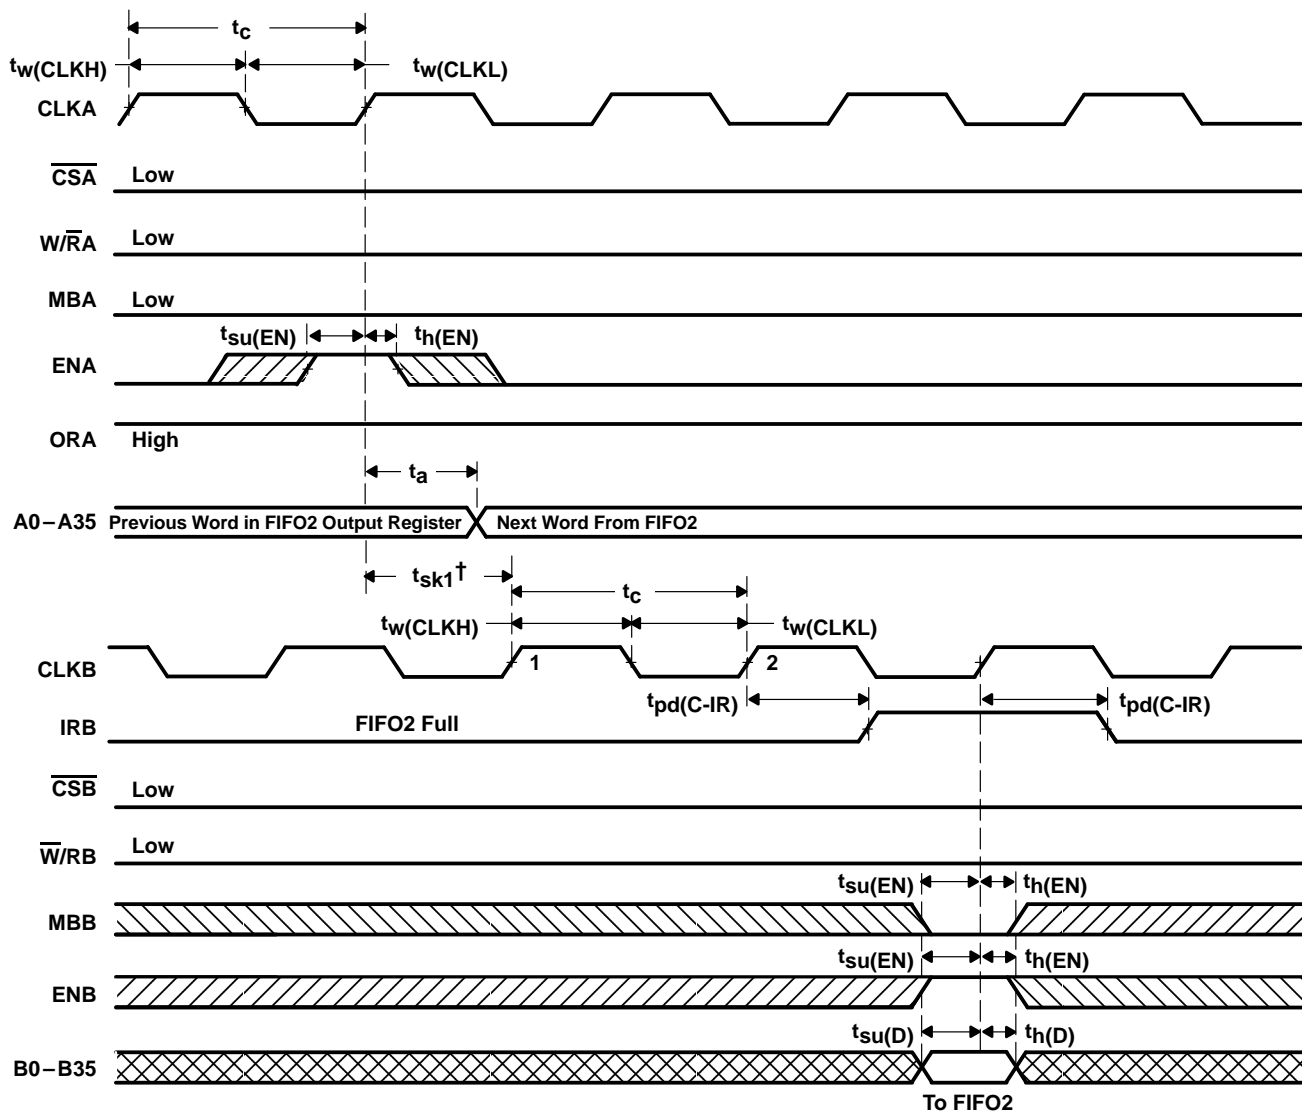 tc
tw(CLKH)
tw(CLKL)
CLKA
CSA
Low
W/RA
Low
MBA
Low
tsu(EN)
th(EN)
ENA
ORA
High
ta
A0–A35
Previous Word in FIFO2 Output Register
Next Word From FIFO2
tsk1†
tc
tw(CLKH)
tw(CLKL)
CLKB
1
2
tpd(C-IR)
tpd(C-IR)
IRB
FIFO2 Full
CSB
Low
W/RB
Low
tsu(EN)
th(EN)
MBB
tsu(EN)
th(EN)
ENB
tsu(D)
th(D)
B0–B35
To FIFO2